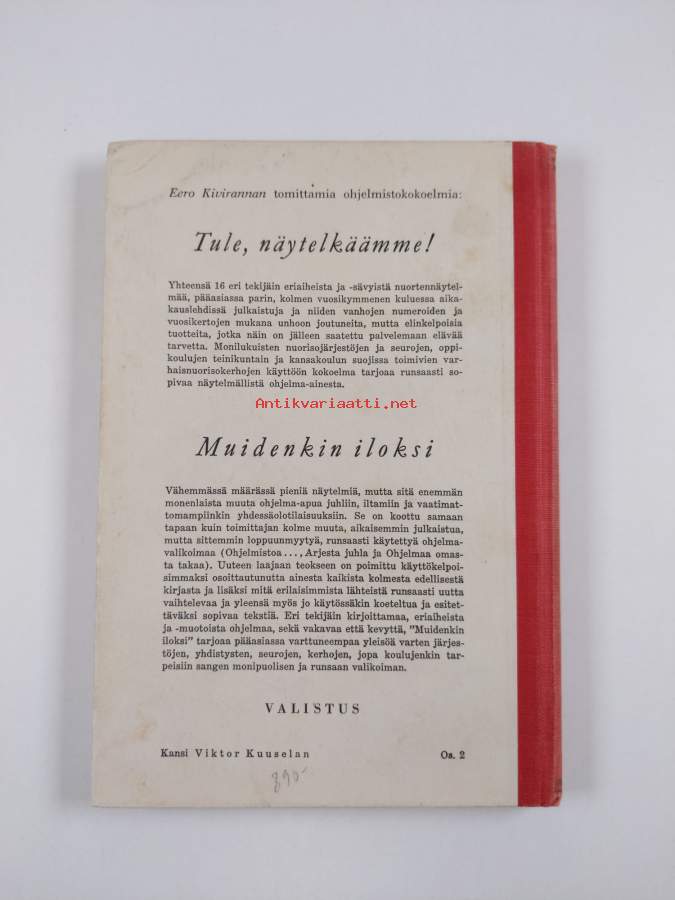 Eero Kivirannan tomittamia ohjelmistokokoelmia:
Tule, näytelkäämme!
Yhteensä 16 eri tekijäin eriaiheista ja -sävyistä nuortennäytel-
mää, pääasiassa parin, kolmen vuosikymmenen kuluessa aika-
kauslehdissä julkaistuja ja niiden vanhojen numeroiden ja
vuosikertojen mukana unhoon joutuneita, mutta elinkelpoisia
tuotteita, jotka näin on jälleen saatettu palvelemaan elävää
tarvetta. Monilukuisten nuorisojärjestöjen ja seurojen, oppi-
koulujen teinikuntain ja kansakoulun suojissa toimivien var-
haisnuorisokerhojen käyttöön kokoelma tarjoaa runsaasti so-
pivaa näytelmällistä ohjelma-ainesta.
Antikvariaatti.net
Muidenkin iloksi
Vähemmässä määrässä pieniä näytelmiä, mutta sitä enemmän
monenlaista muuta ohjelma-apua juhliin, iltamiin ja vaatimat-
tomampiinkin yhdessäolotilaisuuksiin. Se on koottu samaan
tapaan kuin toimittajan kolme muuta, aikaisemmin julkaistua,
mutta sittemmin loppuunmyytyä, runsaasti käytettyä ohjelma-
valikoimaa (Ohjelmistoa..., Arjesta juhla ja Ohjelmaa omas-
ta takaa). Uuteen laajaan teokseen on poimittu käyttökelpoi-
simmaksi osoittautunutta ainesta kaikista kolmesta edellisestä
kirjasta ja lisäksi mitä erilaisimmista lähteistä runsaasti uutta
vaihtelevaa ja yleensä myös jo käytössäkin koeteltua ja esitet-
täväksi sopivaa tekstiä. Eri tekijäin kirjoittamaa, eriaiheista
ja -muotoista ohjelmaa, sekä vakavaa että kevyttä, "Muidenkin
iloksi" tarjoaa pääasiassa varttuneempaa yleisöä varten järjes-
töjen, yhdistysten, seurojen, kerhojen, jopa koulujenkin tar-
peisiin sangen monipuolisen ja runsaan valikoiman.
VALISTUS
Kansi Viktor Kuuselan Os. 2
890-